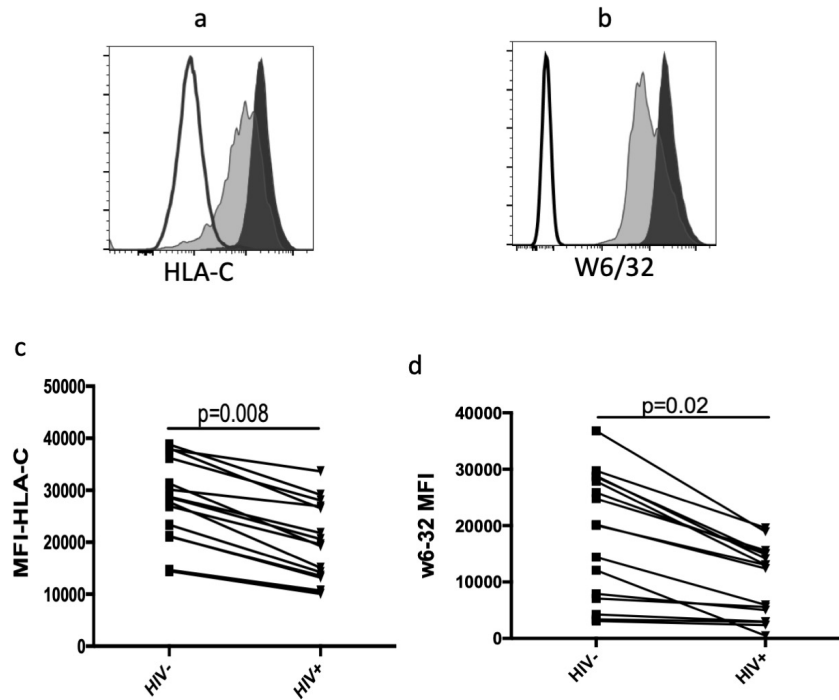 a
b
HLA-C
W6/32
c
d
50000
40000
30000
20000
10000
0
MFI-HLA-C
p=0.008
HIV-
HIV+
40000
30000
20000
10000
0
w6-32 MFI
p=0.02
HIV-
HIV+